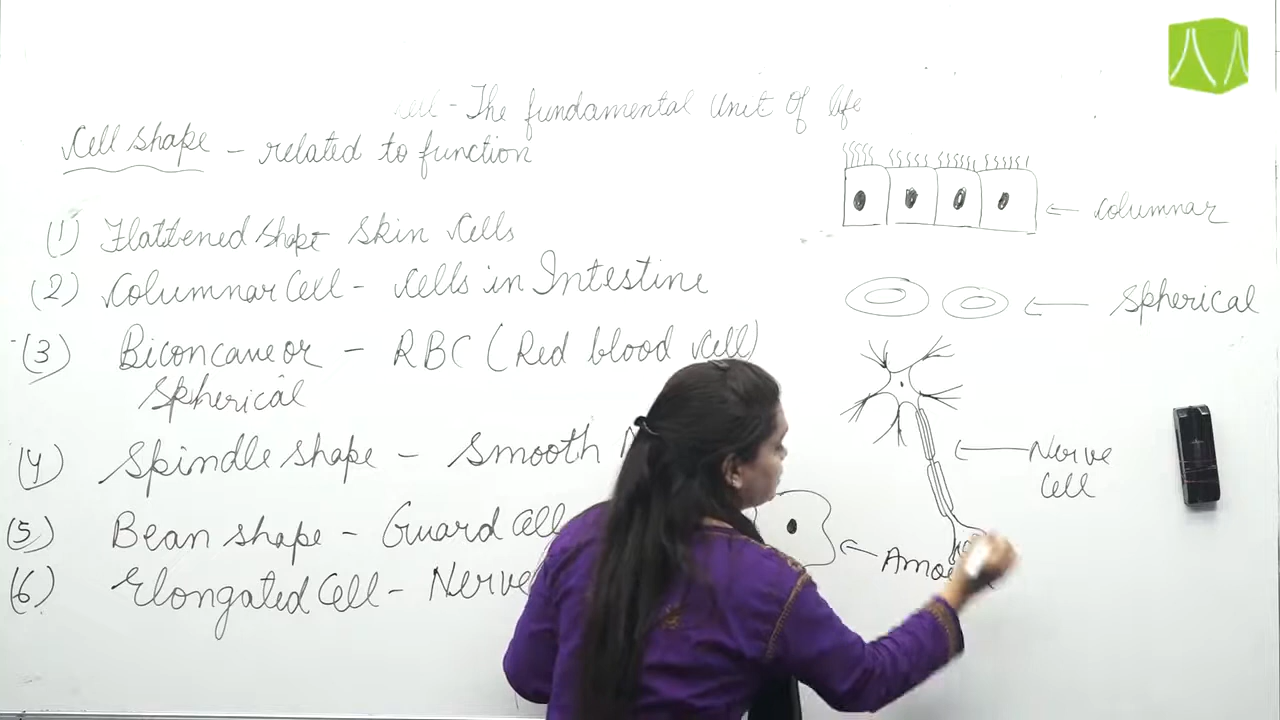 - The fundamental Unit Of life
Cell shape - related to function
(1) Flattened shape Skin Cells
(2) Columnar Cell - Cells in Intestine
(3) Biconcave or - RBC (Red blood Cell)
Spherical
(4) Spindle shape - Smooth
(5) Bean shape - Guard Cell
(6) Elongated Cell - Nerve
Columnar
Spherical
Nerve
Cell